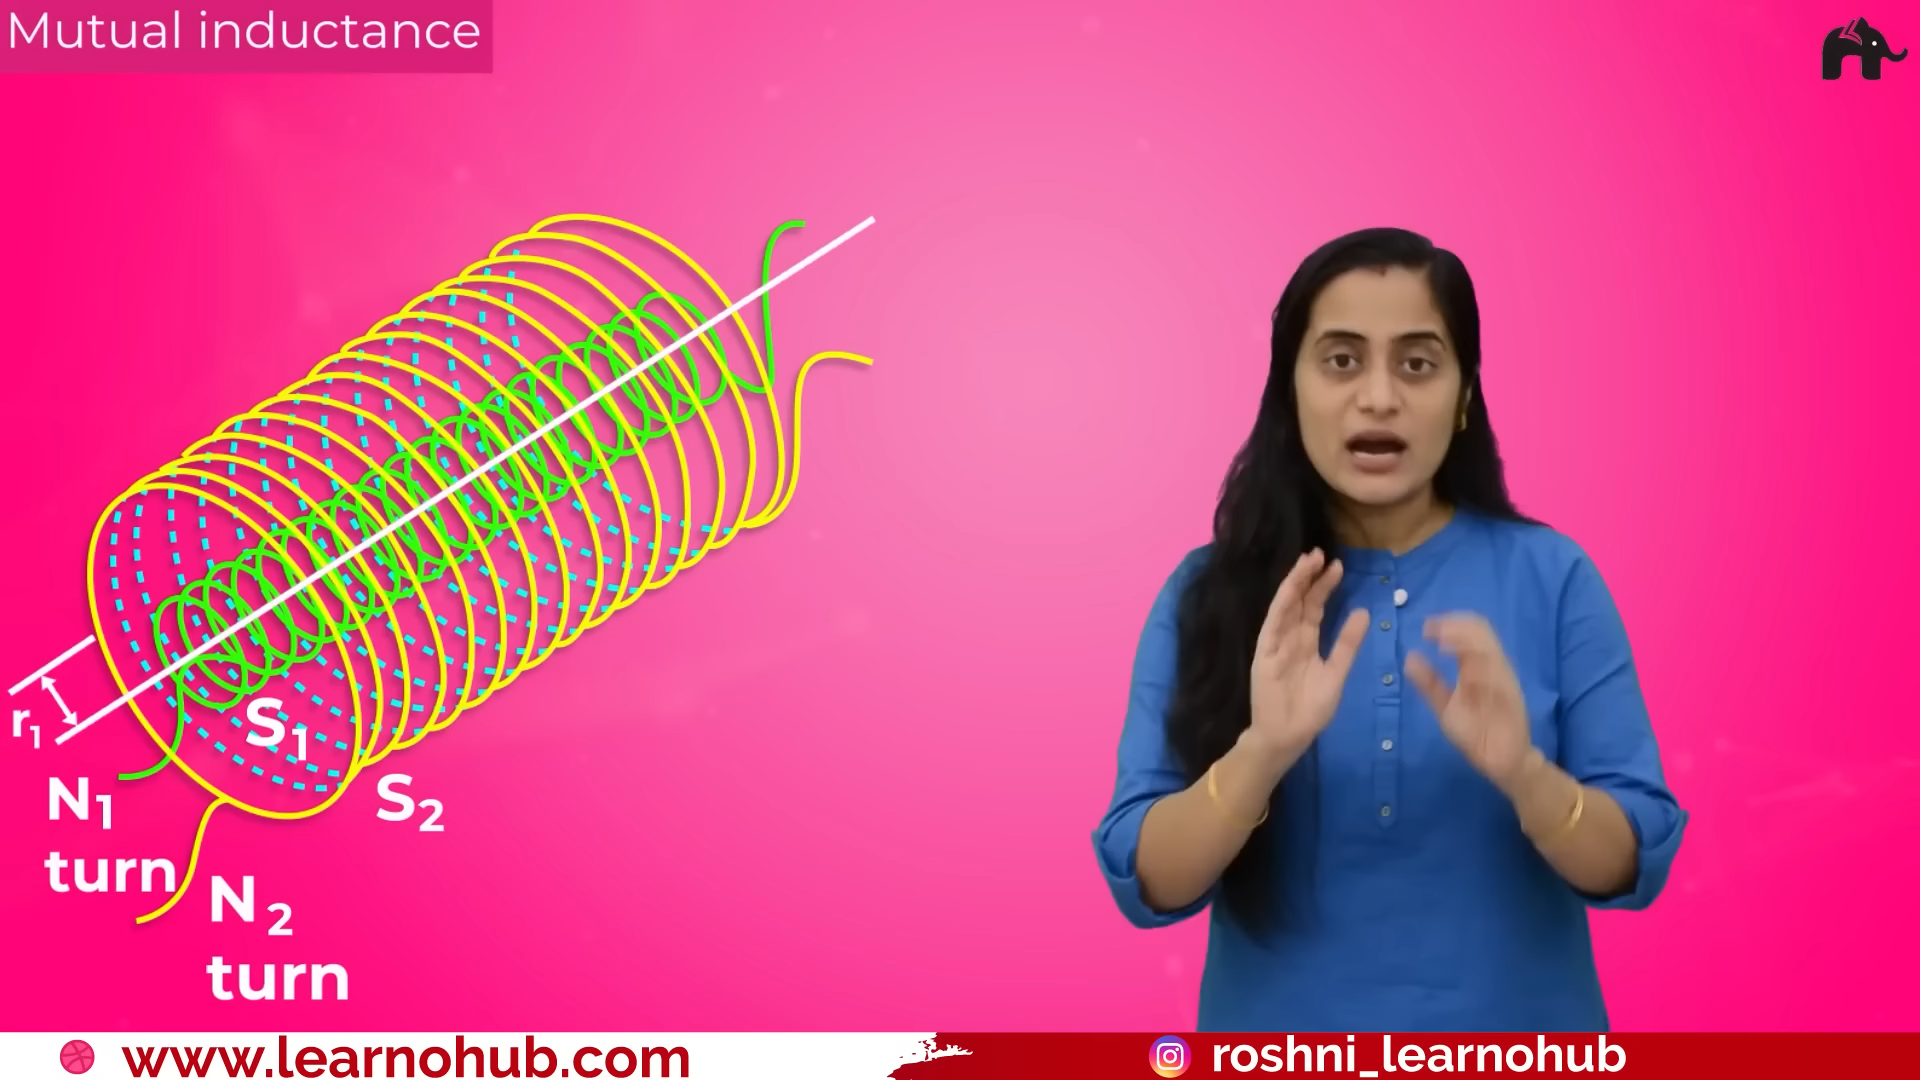 Mutual inductance
r₁
S₁
N₁
turn
S₂
N₂
turn
www.learnohub.com
roshni_learnohub